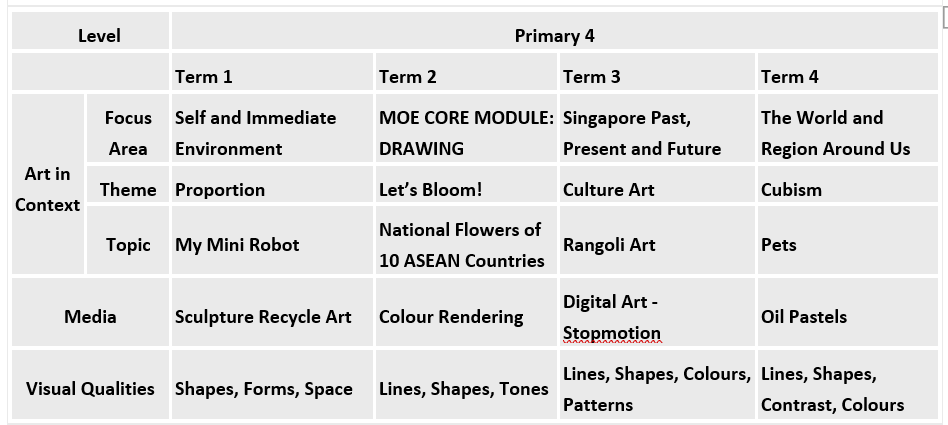 Level
Primary 4
Term 1
Term 2
Term 3
Term 4
Art in
Context
Focus
Area
Self and Immediate
Environment
MOE CORE MODULE:
DRAWING
Singapore Past,
Present and Future
The World and
Region Around Us
Theme
Proportion
Let’s Bloom!
Culture Art
Cubism
Topic
My Mini Robot
National Flowers of
10 ASEAN Countries
Rangoli Art
Pets
Media
Sculpture Recycle Art
Colour Rendering
Digital Art -
Stopmotion
Oil Pastels
Visual Qualities
Shapes, Forms, Space
Lines, Shapes, Tones
Lines, Shapes, Colours,
Patterns
Lines, Shapes,
Contrast, Colours